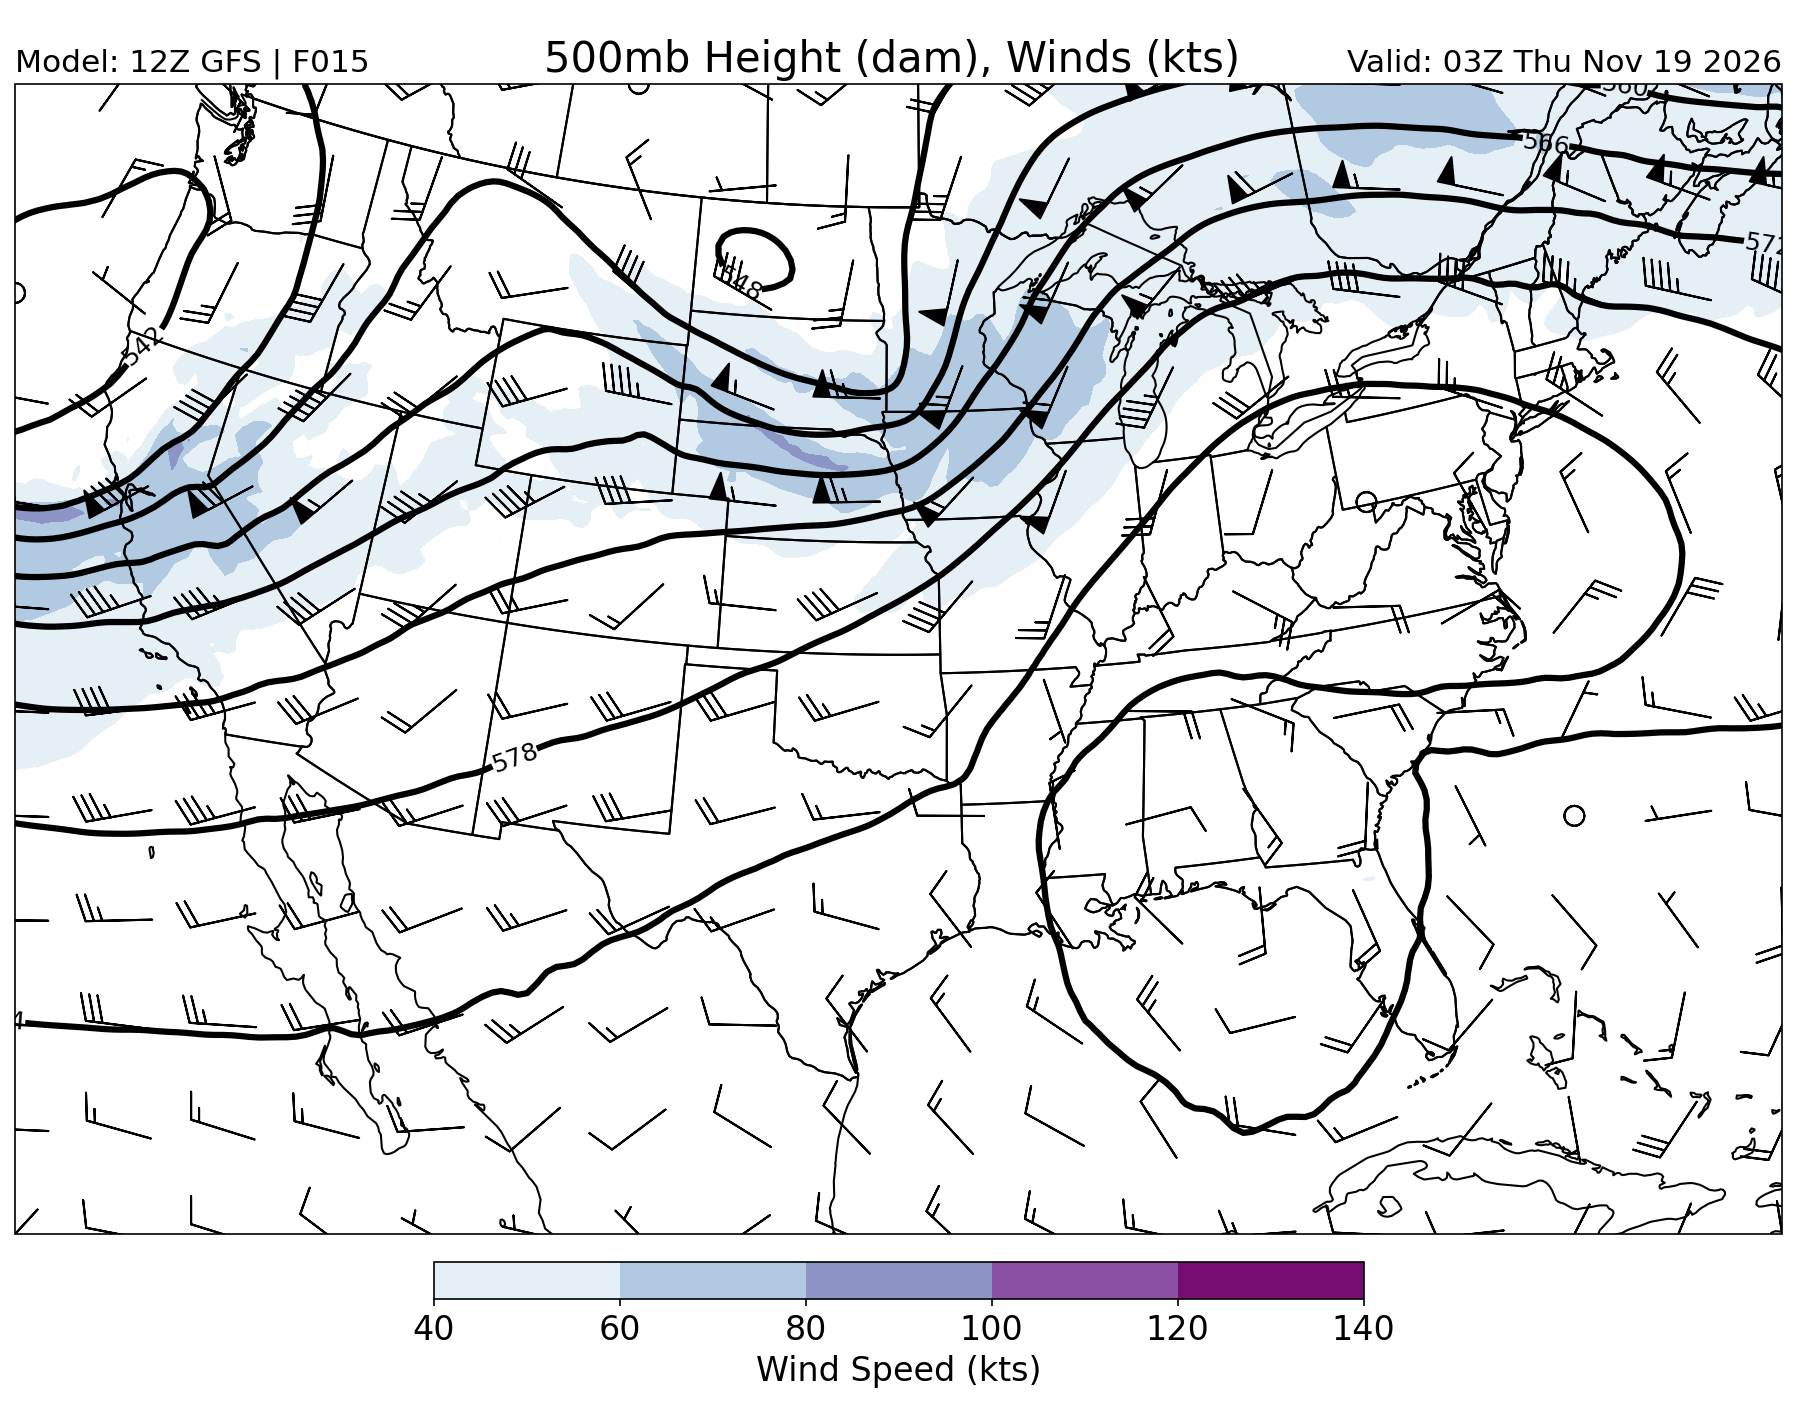 Model: 12Z GFS | F015
500mb Height (dam), Winds (kts)
Valid: 03Z Thu Nov 19 2026
566
548
542
578
40 60 80 100 120 140
Wind Speed (kts)